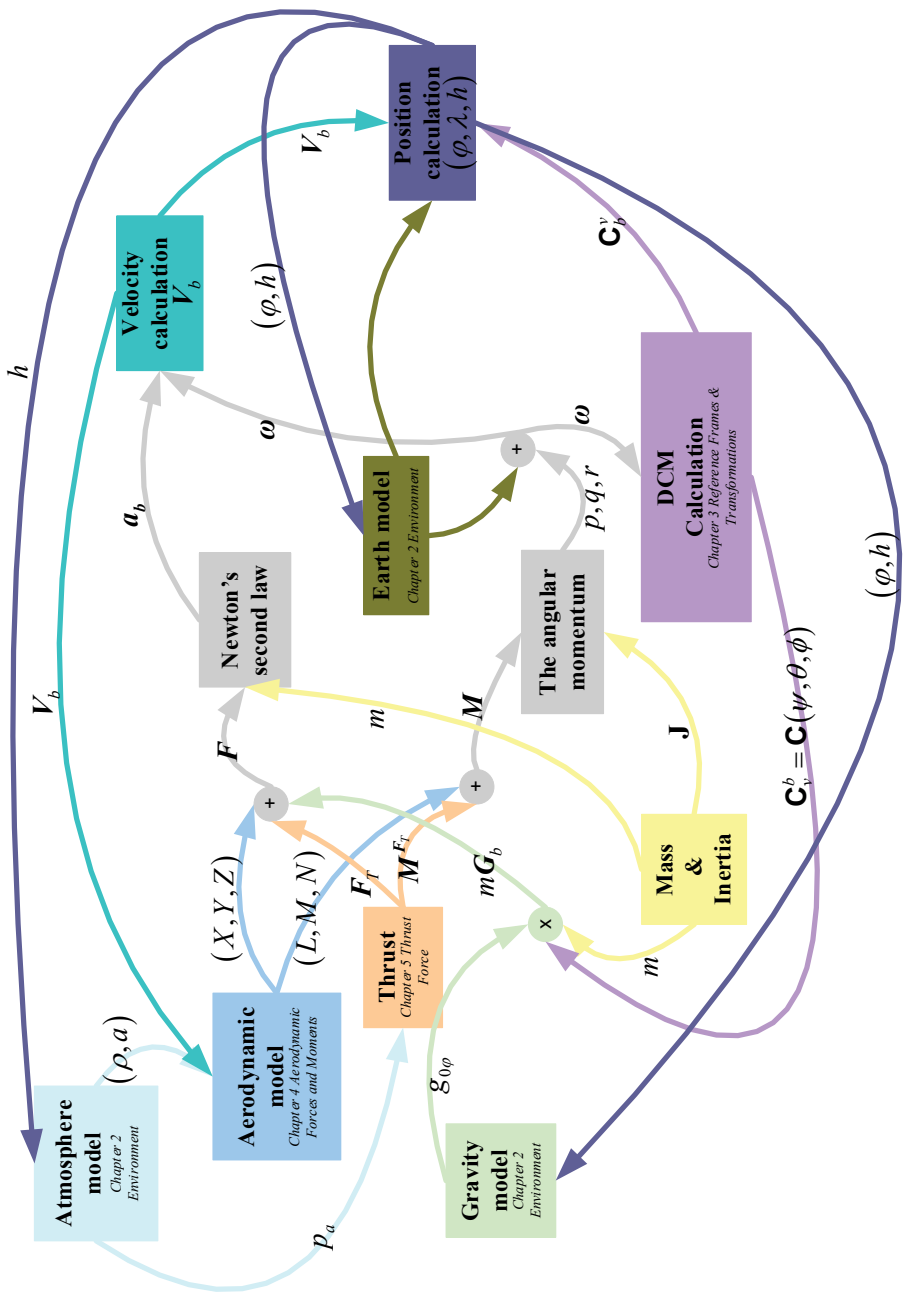 h
V_b
Atmosphere
model
Chapter 2
Environment
(ρ,a)
Aerodynamic
model
Chapter 4 Aerodynamic
Forces and Moments
(X,Y,Z)
(L,M,N)
F
Newton's
second law
a_b
Velocity
calculation
V_b
V_b
p_a
Thrust
Chapter 5 Thrust
Force
F_T
M^{F_T}
+
+
M
m
The angular
momentum
p,q,r
Earth model
Chapter 2 Environment
(φ,h)
ω
+
ω
Position
calculation
(φ,λ,h)
Gravity
model
Chapter 2
Environment
g_{0φ}
x
mG_b
m
Mass
&
Inertia
J
DCM
Calculation
Chapter 3 Reference Frames &
Transformations
C_b^v
C_v^b = C(ψ,θ,ϕ)
(φ,h)